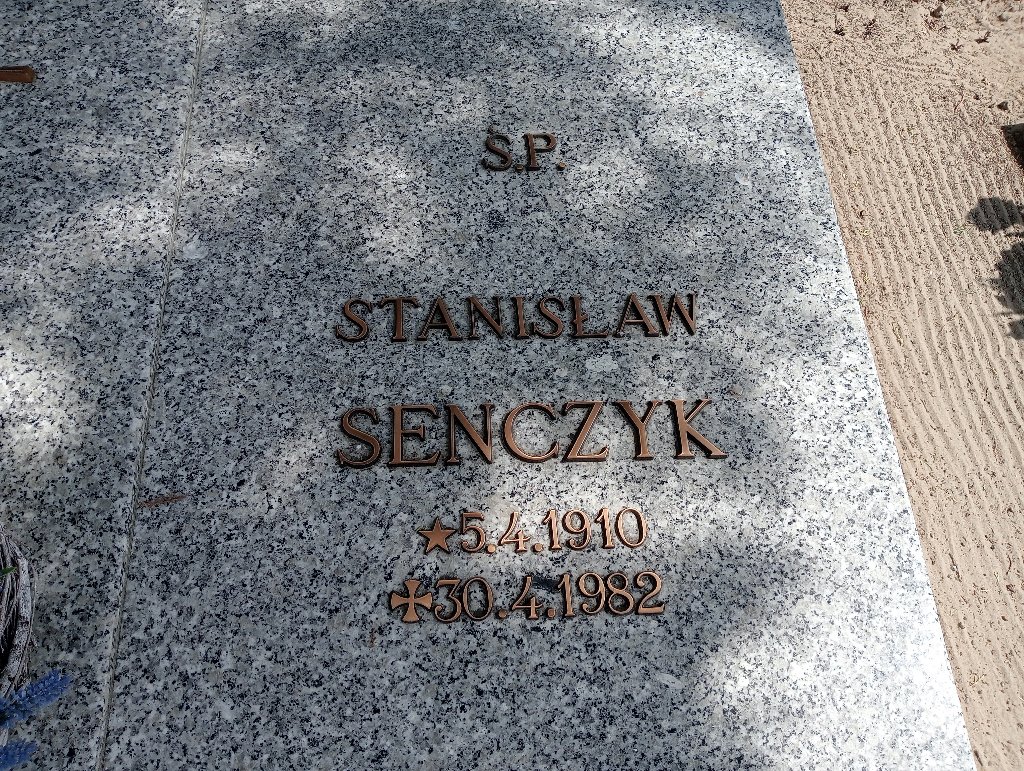 Ś.P.
STANISŁAW
SENCZYK
★5.4.1910
✠30.4.1982